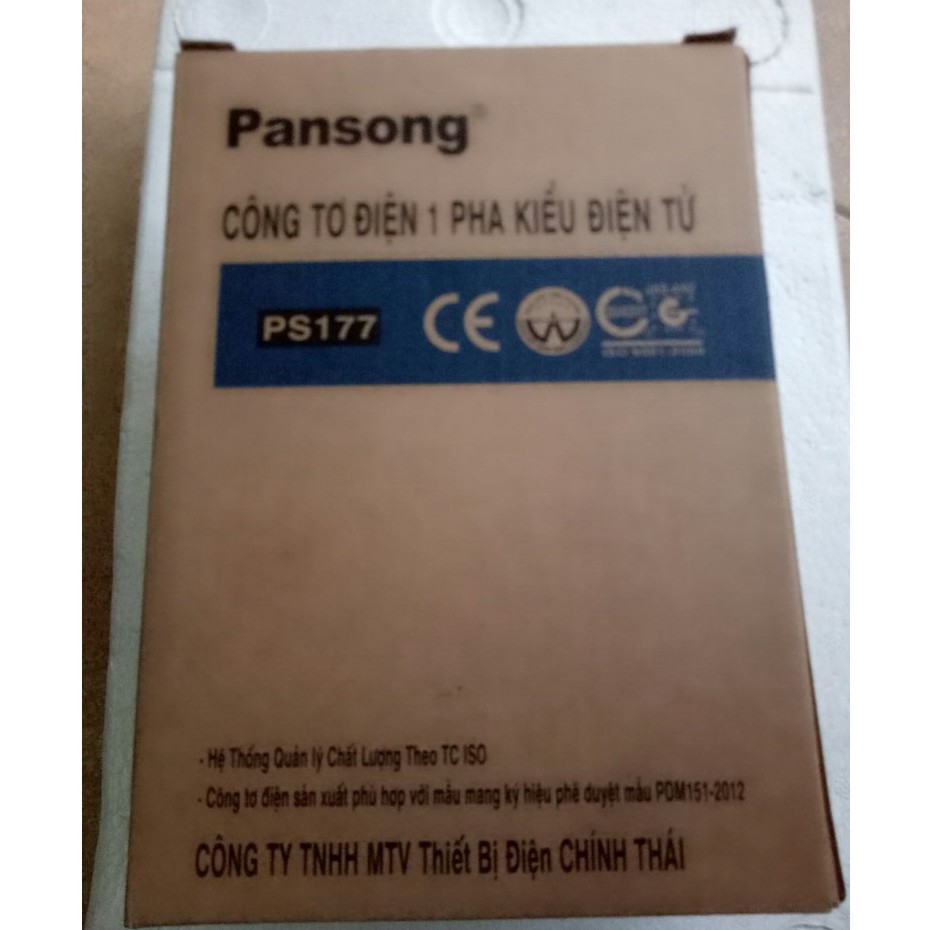 Pansong
CÔNG TƠ ĐIỆN 1 PHA KIỂU ĐIỆN TỬ
PS177 CE
- Hệ Thống Quản lý Chất Lượng Theo TC ISO
- Công tơ điện sản xuất phù hợp với mẫu mang ký hiệu phê duyệt mẫu PDM151-2012
CÔNG TY TNHH MTV Thiết Bị Điện CHÍNH THÁI